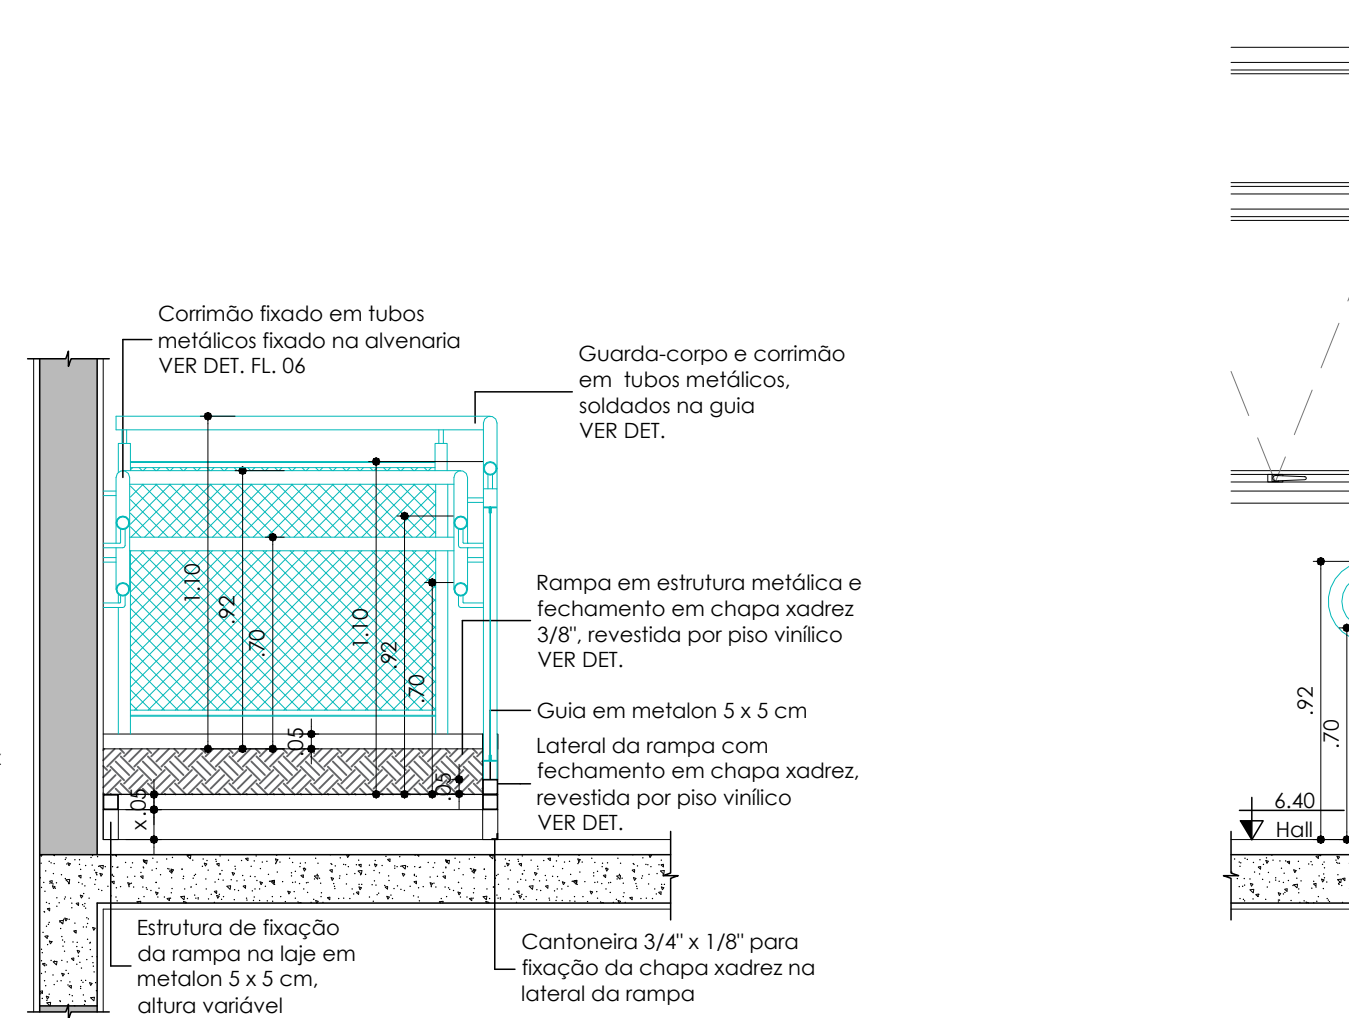 Corrimão fixado em tubos
metálicos fixado na alvenaria
VER DET. FL. 06
Guarda-corpo e corrimão
em tubos metálicos,
soldados na guia
VER DET.
1.10
.92
.70
1.10
.92
.70
.05
.05
x
.05
Rampa em estrutura metálica e
fechamento em chapa xadrez
3/8", revestida por piso vinílico
VER DET.
Guia em metalon 5 x 5 cm
Lateral da rampa com
fechamento em chapa xadrez,
revestida por piso vinílico
VER DET.
Estrutura de fixação
da rampa na laje em
metalon 5 x 5 cm,
altura variável
Cantoneira 3/4" x 1/8" para
fixação da chapa xadrez na
lateral da rampa
.92
.70
6.40
Hall